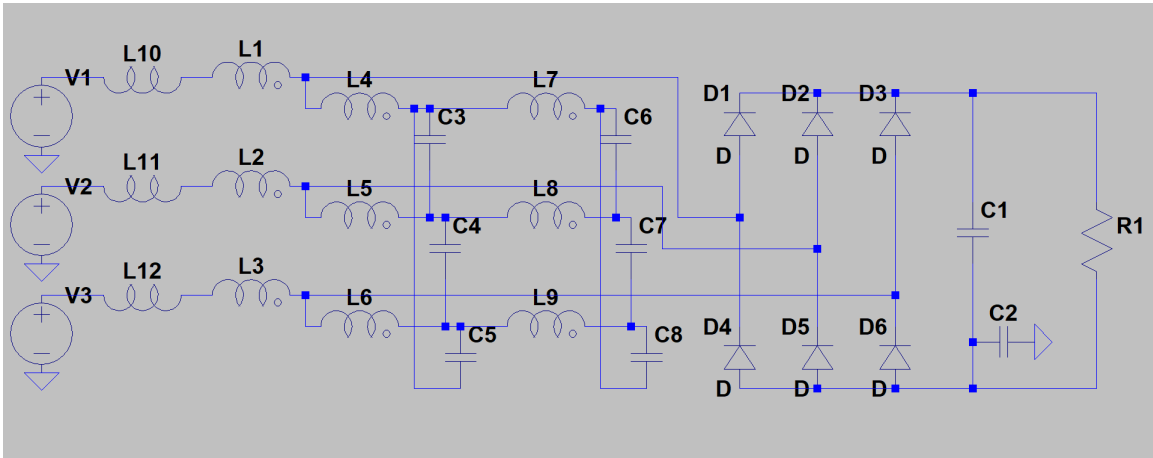 L10 L1
V1 L4 L7 D1 D2 D3
C3 C6
D D D
L11 L2
V2 L5 L8
C4 C7 C1 R1
L12 L3
V3 L6 L9
C5 C8 D4 D5 D6 C2
D D D